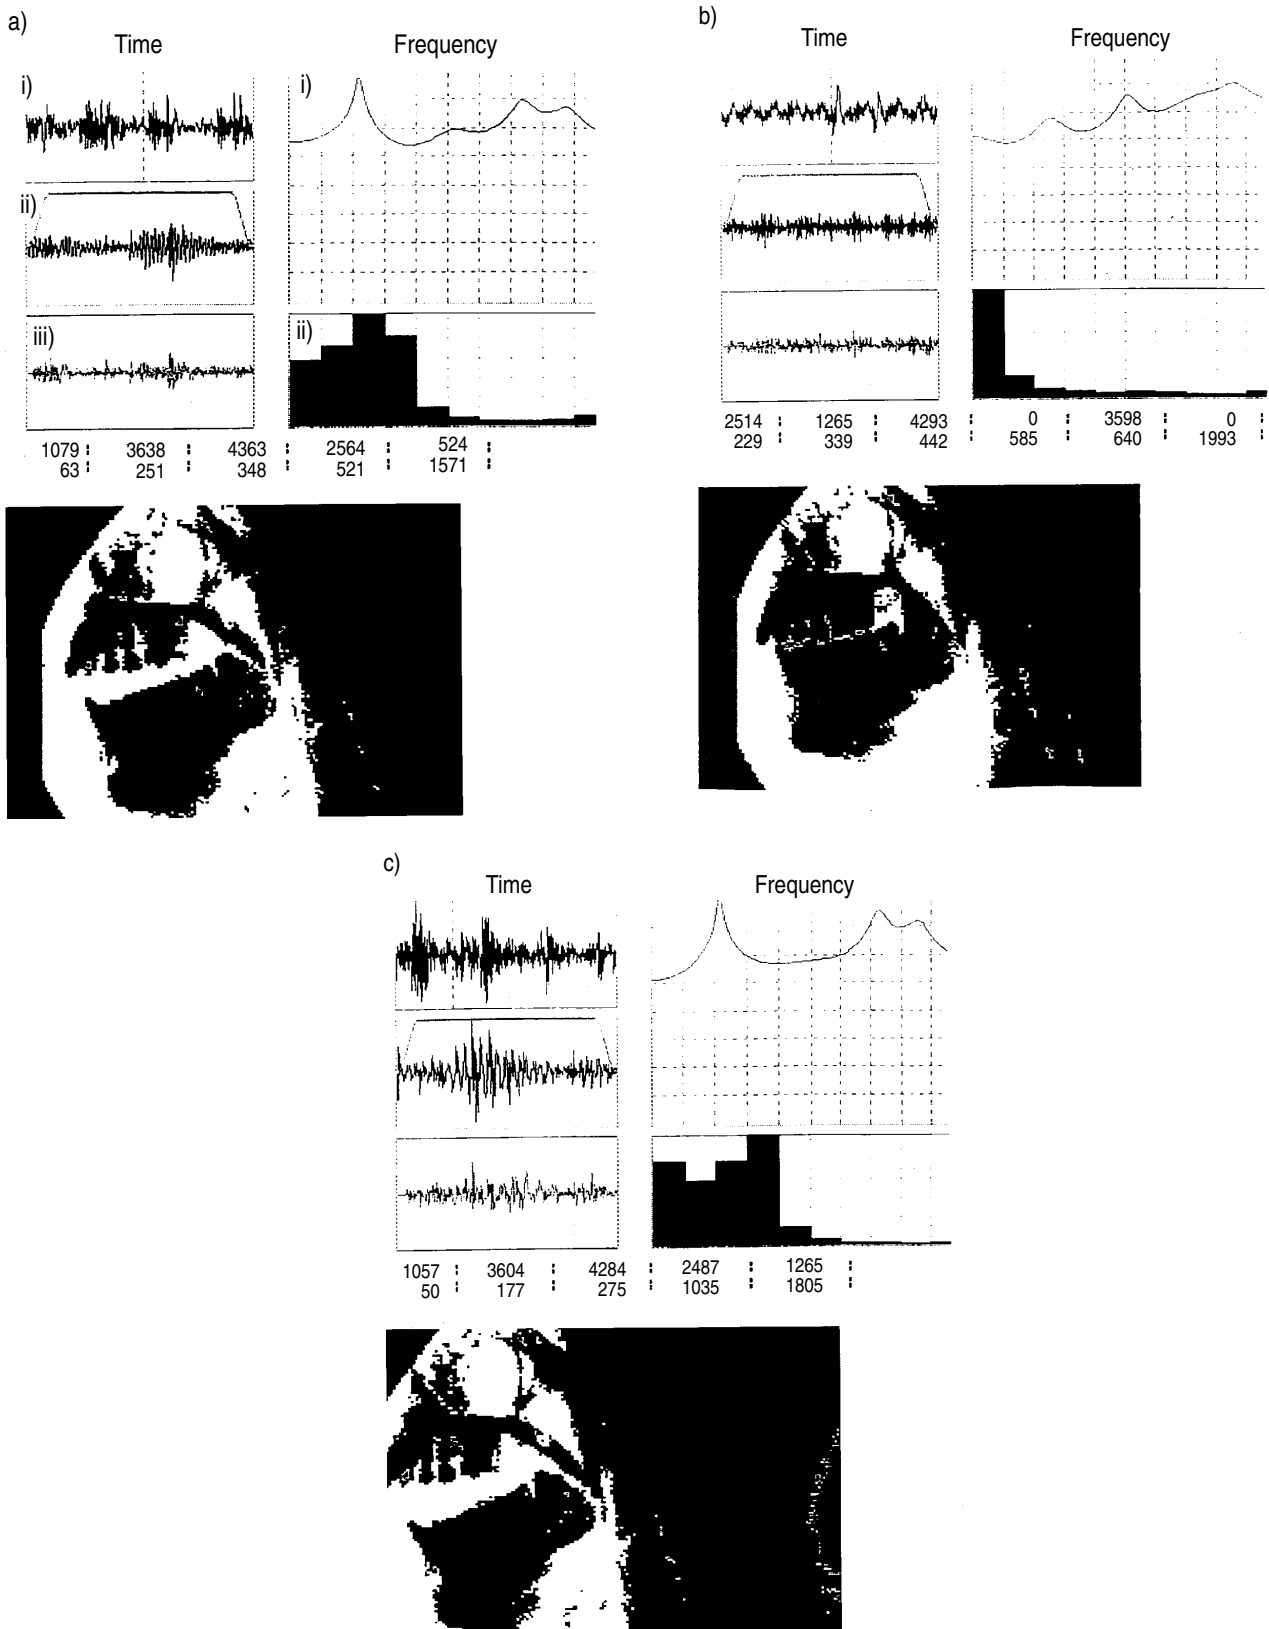 a)
Time Frequency
i) i)
ii)
iii) ii)
1079 3638 4363 2564 524
63 251 348 521 1571
b)
Time Frequency
2514 1265 4293 0 3598 0
229 339 442 585 640 1993
c)
Time Frequency
1057 3604 4284 2487 1265
50 177 275 1035 1805